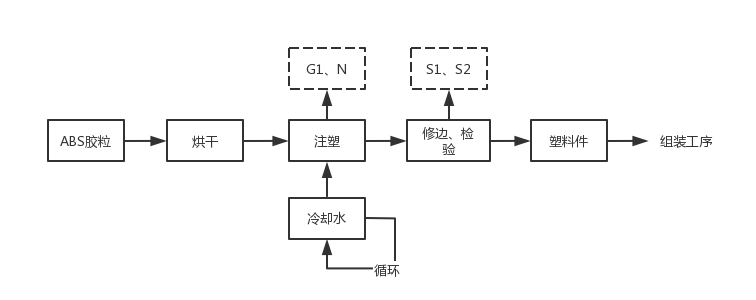 G1、N
S1、S2
ABS胶粒
烘干
注塑
修边、检
验
塑料件
组装工序
冷却水
循环